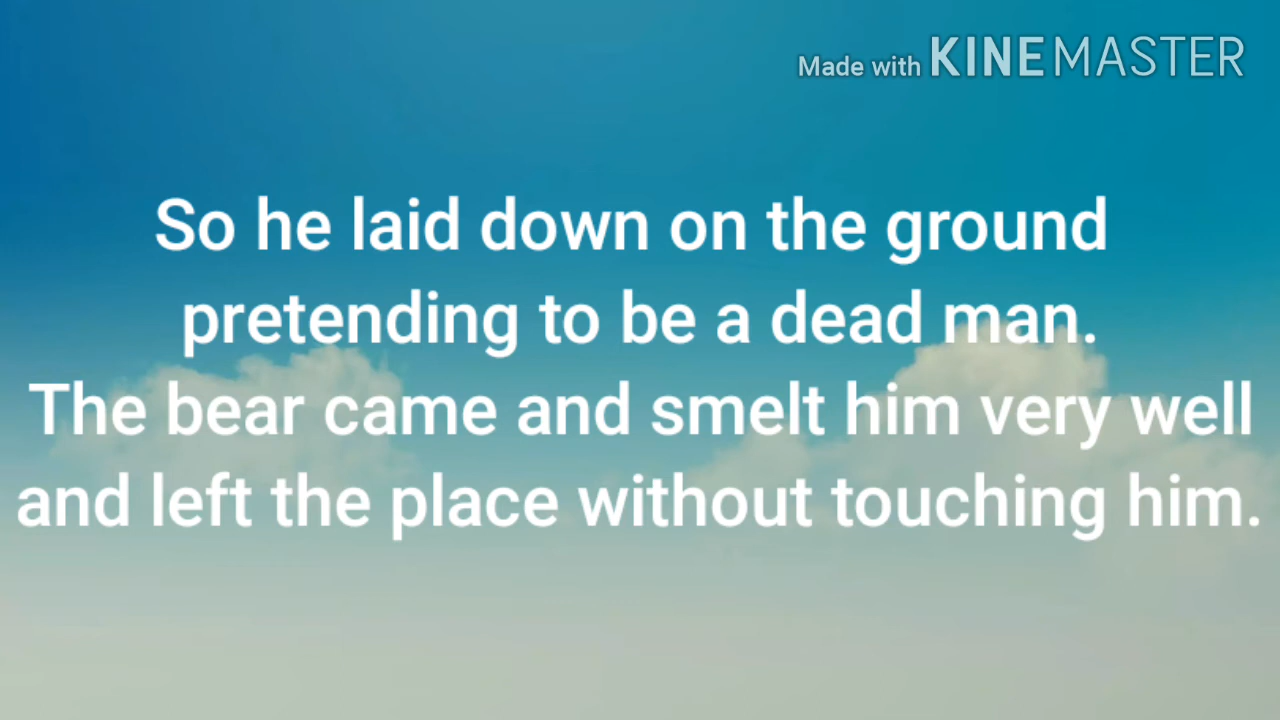 Made with KINEMASTER
So he laid down on the ground
pretending to be a dead man.
The bear came and smelt him very well
and left the place without touching him.